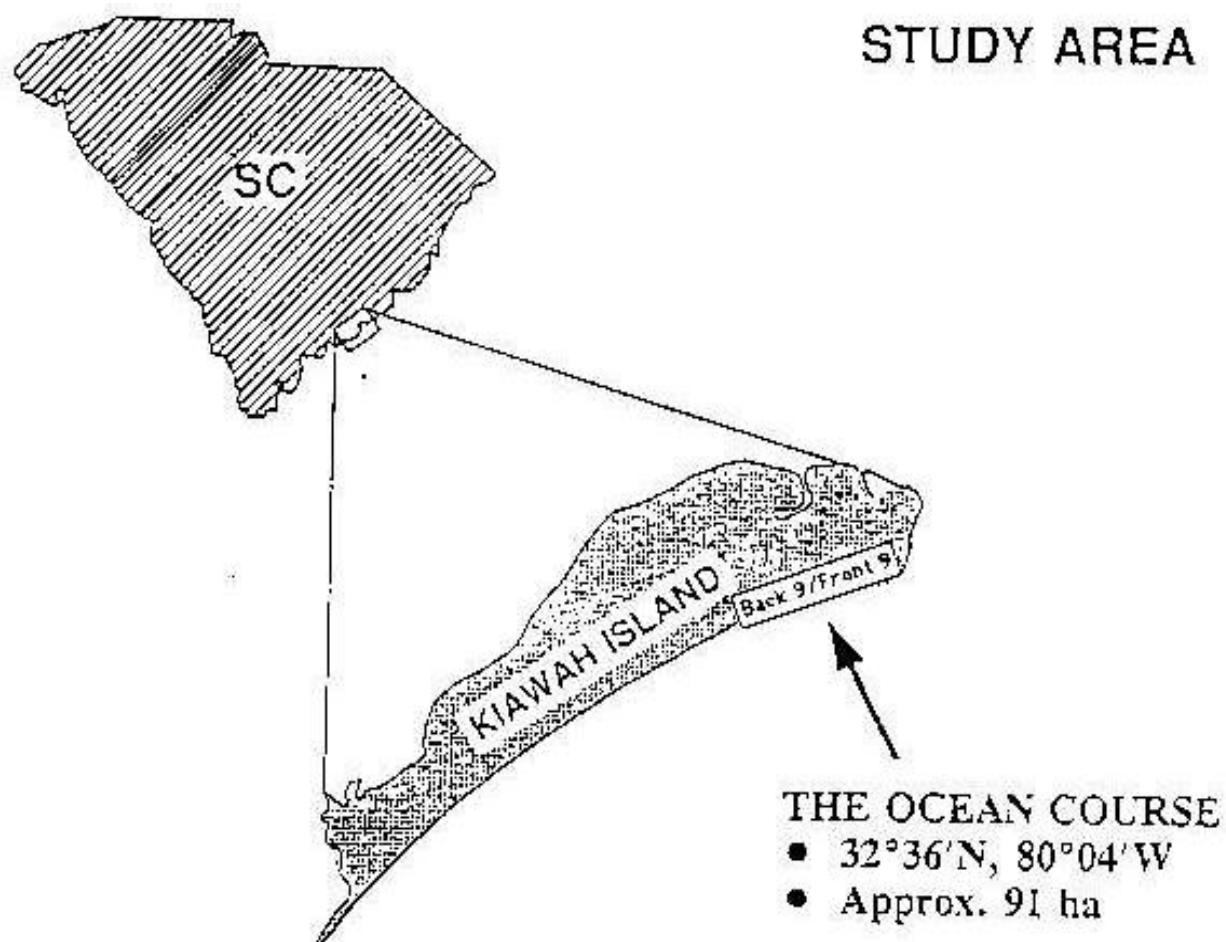 STUDY AREA
SC
KIAWAH ISLAND
Back 9/Front 9
THE OCEAN COURSE
• 32°36'N, 80°04'W
• Approx. 91 ha